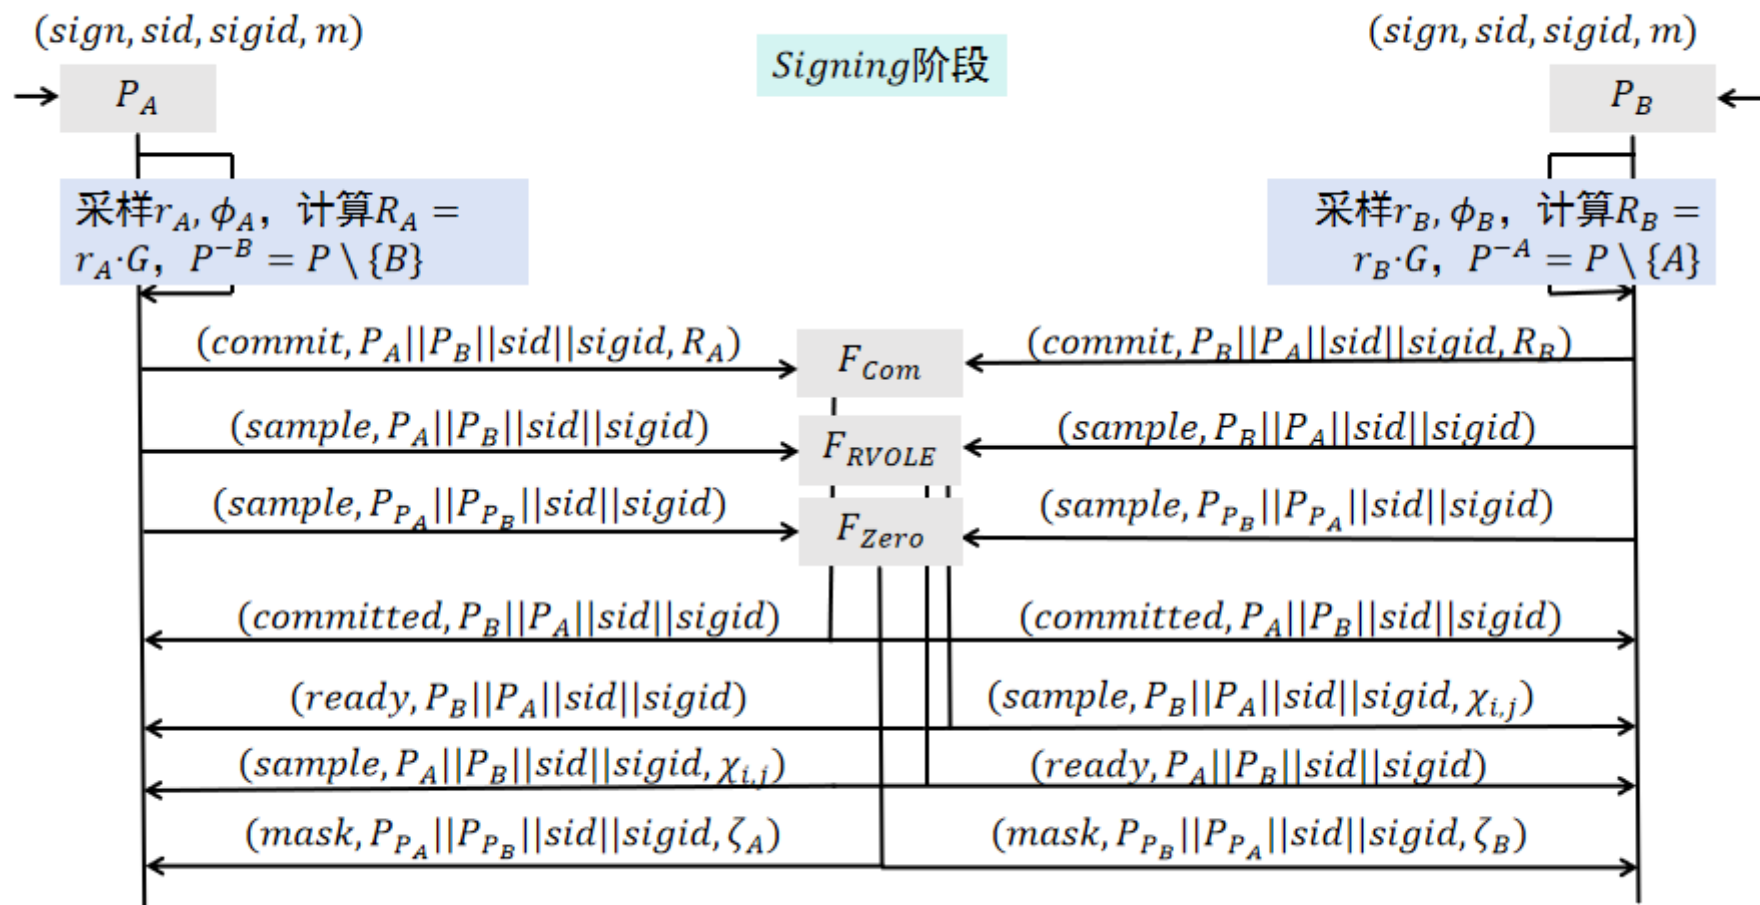 (sign, sid, sigid, m)
(sign, sid, sigid, m)
Signing阶段
P_A
P_B
采样r_A, ϕ_A，计算R_A =
r_A·G，P^{-B} = P \ {B}
采样r_B, ϕ_B，计算R_B =
r_B·G，P^{-A} = P \ {A}
(commit, P_A||P_B||sid||sigid, R_A)
F_{Com}
(commit, P_B||P_A||sid||sigid, R_B)
(sample, P_A||P_B||sid||sigid)
F_{RVOLE}
(sample, P_B||P_A||sid||sigid)
(sample, P_{P_A}||P_{P_B}||sid||sigid)
F_{Zero}
(sample, P_{P_B}||P_{P_A}||sid||sigid)
(committed, P_B||P_A||sid||sigid)
(committed, P_A||P_B||sid||sigid)
(ready, P_B||P_A||sid||sigid)
(sample, P_B||P_A||sid||sigid, χ_{i,j})
(sample, P_A||P_B||sid||sigid, χ_{i,j})
(ready, P_A||P_B||sid||sigid)
(mask, P_{P_A}||P_{P_B}||sid||sigid, ζ_A)
(mask, P_{P_B}||P_{P_A}||sid||sigid, ζ_B)